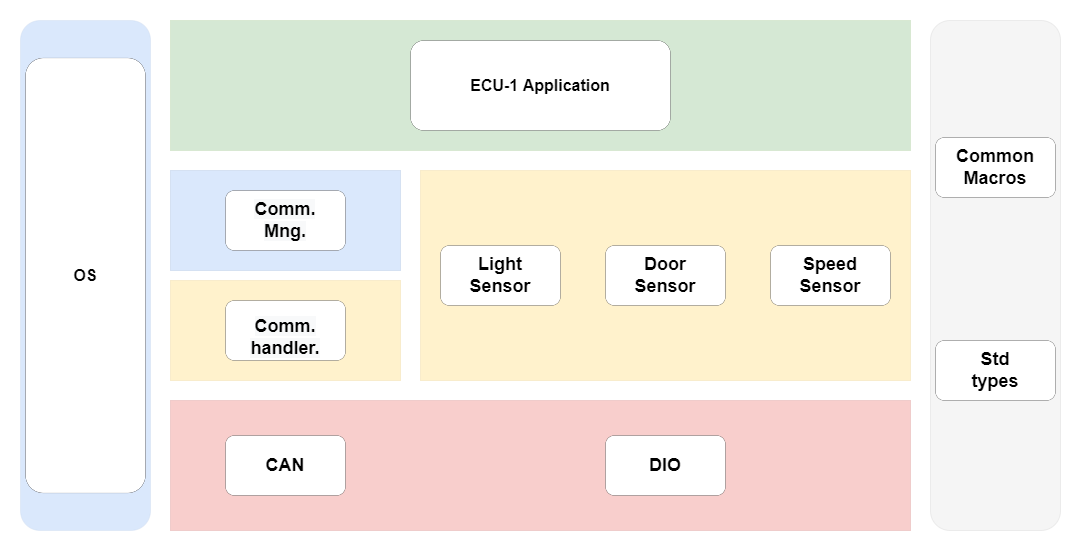 ECU-1 Application
Common
Macros
Comm.
Mng.
Light
Sensor
Door
Sensor
Speed
Sensor
OS
Comm.
handler.
Std
types
CAN
DIO